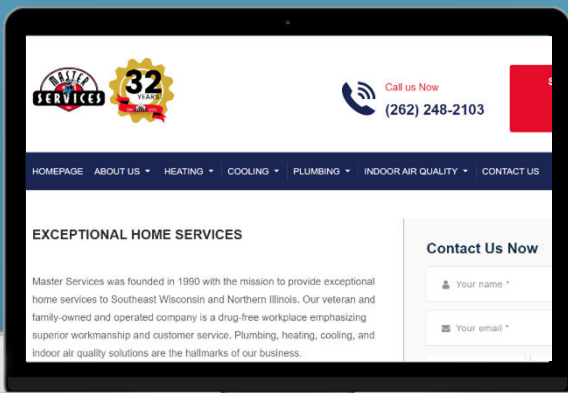 MASTER
SERVICES
32
YEARS
Call us Now
(262) 248-2103
S
HOMEPAGE ABOUT US HEATING COOLING PLUMBING INDOOR AIR QUALITY CONTACT US
EXCEPTIONAL HOME SERVICES
Master Services was founded in 1990 with the mission to provide exceptional
home services to Southeast Wisconsin and Northern Illinois. Our veteran and
family-owned and operated company is a drug-free workplace emphasizing
superior workmanship and customer service. Plumbing, heating, cooling, and
indoor air quality solutions are the hallmarks of our business.
Contact Us Now
Your name *
Your email *